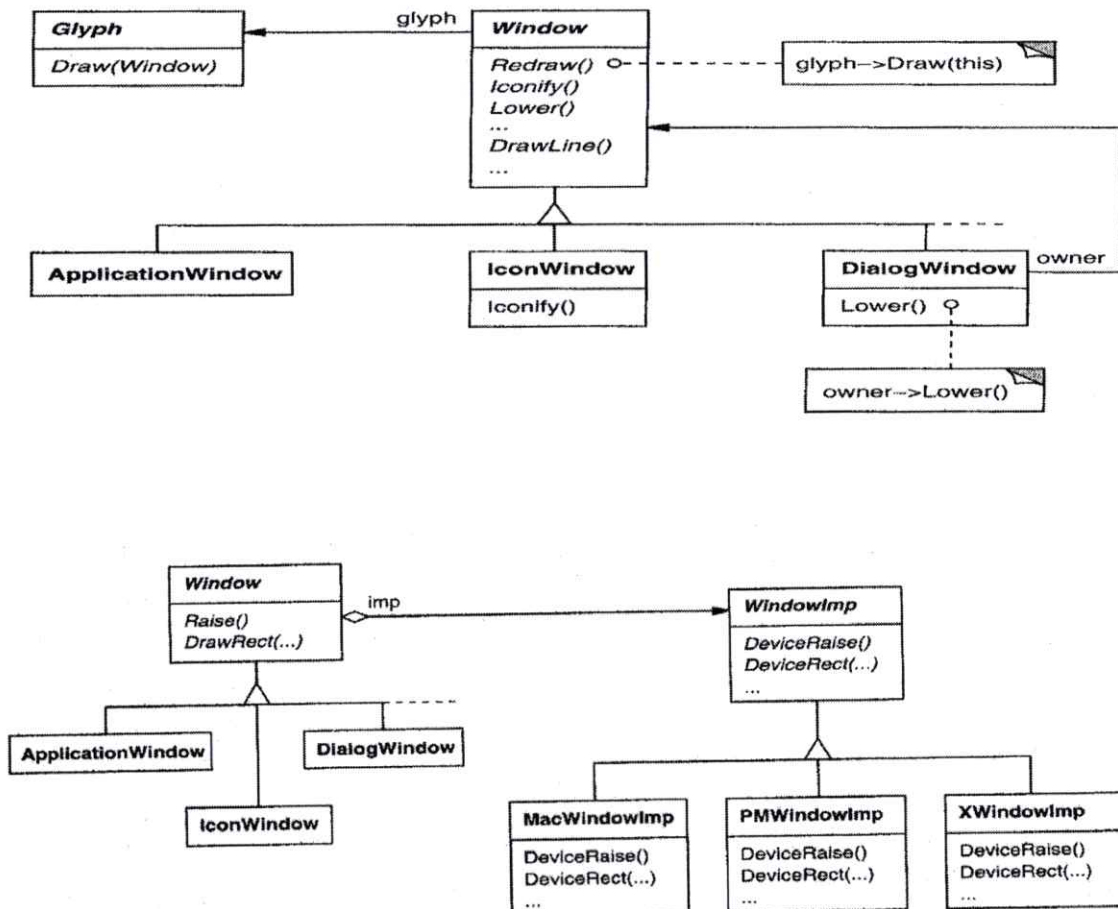 Glyph
Draw(Window)
glyph
Window
Redraw()
Iconify()
Lower()
...
DrawLine()
...
glyph->Draw(this)
ApplicationWindow
IconWindow
Iconify()
DialogWindow
Lower()
owner
owner->Lower()
Window
Raise()
DrawRect(...)
imp
WindowImp
DeviceRaise()
DeviceRect(...)
...
ApplicationWindow
DialogWindow
IconWindow
MacWindowImp
DeviceRaise()
DeviceRect(...)
...
PMWindowImp
DeviceRaise()
DeviceRect(...)
...
XWindowImp
DeviceRaise()
DeviceRect(...)
...